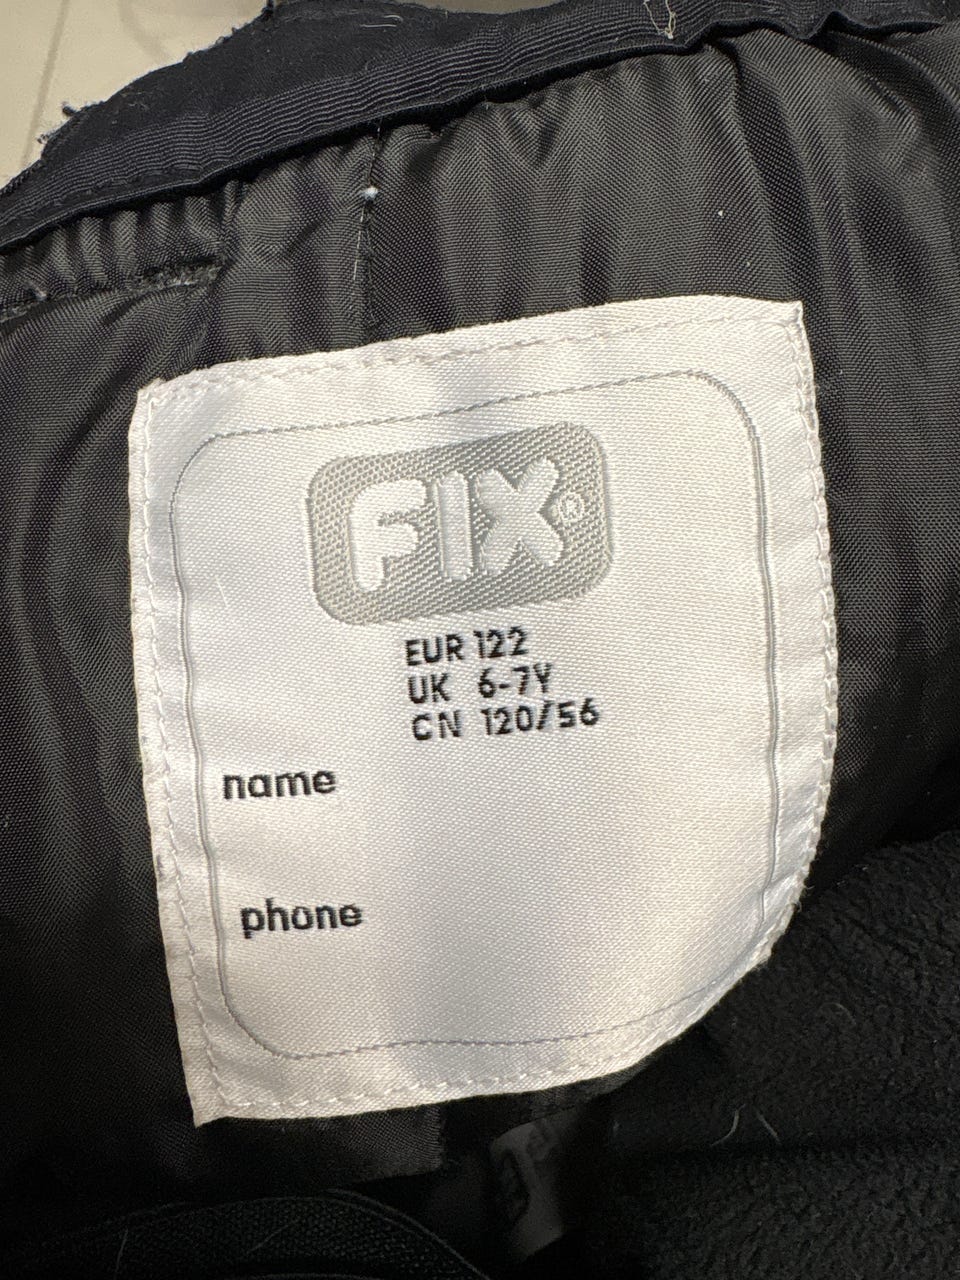 FIX®
EUR 122
UK 6-7Y
CN 120/56
name
phone